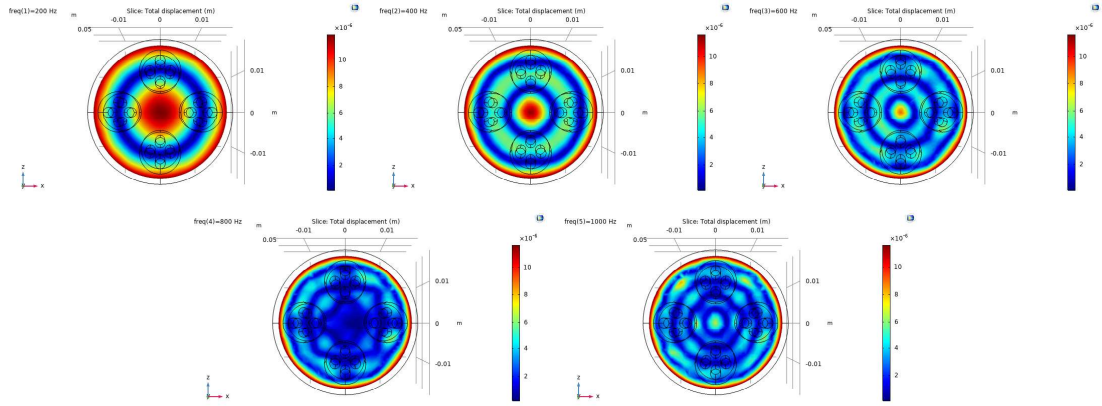 freq(1)=200 Hz
m
Slice: Total displacement (m)
-0.01 0 0.01
0.05
0.01
0
m
-0.01
×10⁻⁶
10
8
6
4
2
z
y x
freq(2)=400 Hz
m
Slice: Total displacement (m)
-0.01 0 0.01
0.05
0.01
0
m
-0.01
×10⁻⁶
10
8
6
4
2
z
y x
freq(3)=600 Hz
m
Slice: Total displacement (m)
-0.01 0 0.01
0.05
0.01
0
m
-0.01
×10⁻⁶
10
8
6
4
2
z
y x
freq(4)=800 Hz
m
Slice: Total displacement (m)
-0.01 0 0.01
0.05
0.01
0
m
-0.01
×10⁻⁶
10
8
6
4
2
z
y x
freq(5)=1000 Hz
m
Slice: Total displacement (m)
-0.01 0 0.01
0.05
0.01
0
m
-0.01
×10⁻⁶
10
8
6
4
2
z
y x